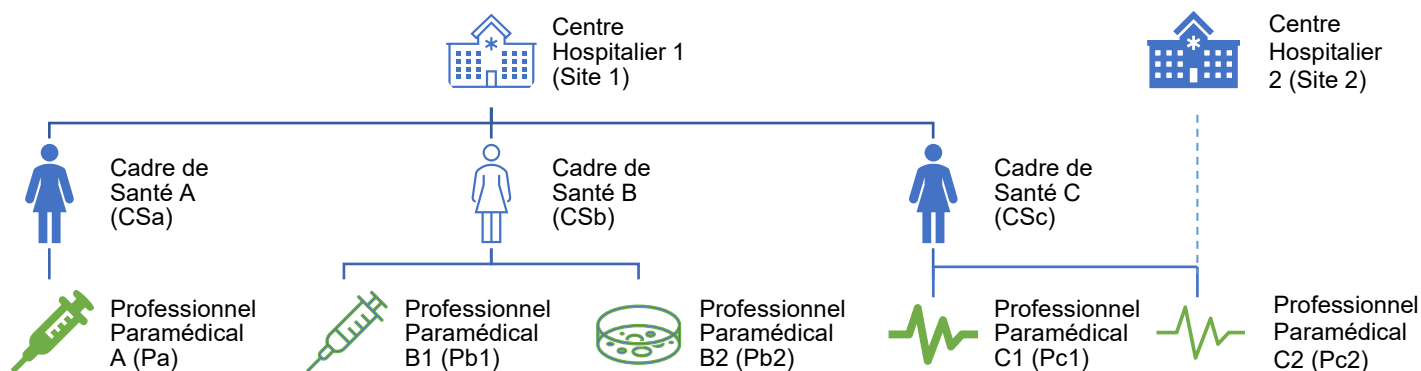 Centre
Hospitalier 1
(Site 1)
Centre
Hospitalier
2 (Site 2)
Cadre de
Santé A
(CSa)
Cadre de
Santé B
(CSb)
Cadre de
Santé C
(CSc)
Professionnel
Paramédical
A (Pa)
Professionnel
Paramédical
B1 (Pb1)
Professionnel
Paramédical
B2 (Pb2)
Professionnel
Paramédical
C1 (Pc1)
Professionnel
Paramédical
C2 (Pc2)